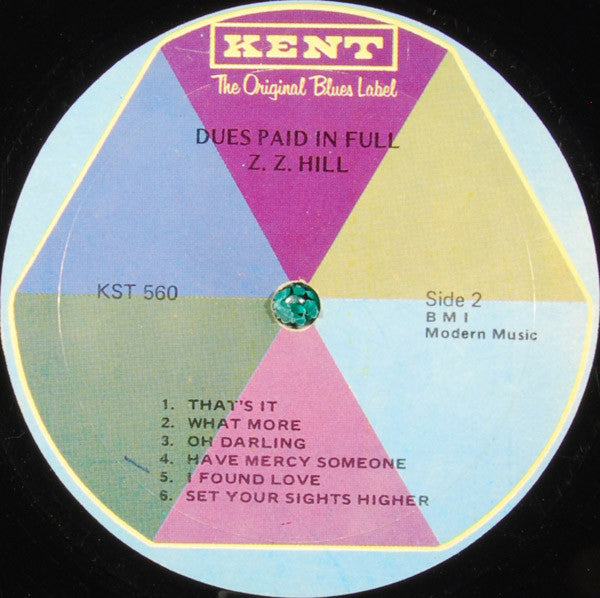 KENT
The Original Blues Label
DUES PAID IN FULL
Z. Z. HILL
KST 560
Side 2
B M I
Modern Music
1. THAT'S IT
2. WHAT MORE
3. OH DARLING
4. HAVE MERCY SOMEONE
5. I FOUND LOVE
6. SET YOUR SIGHTS HIGHER